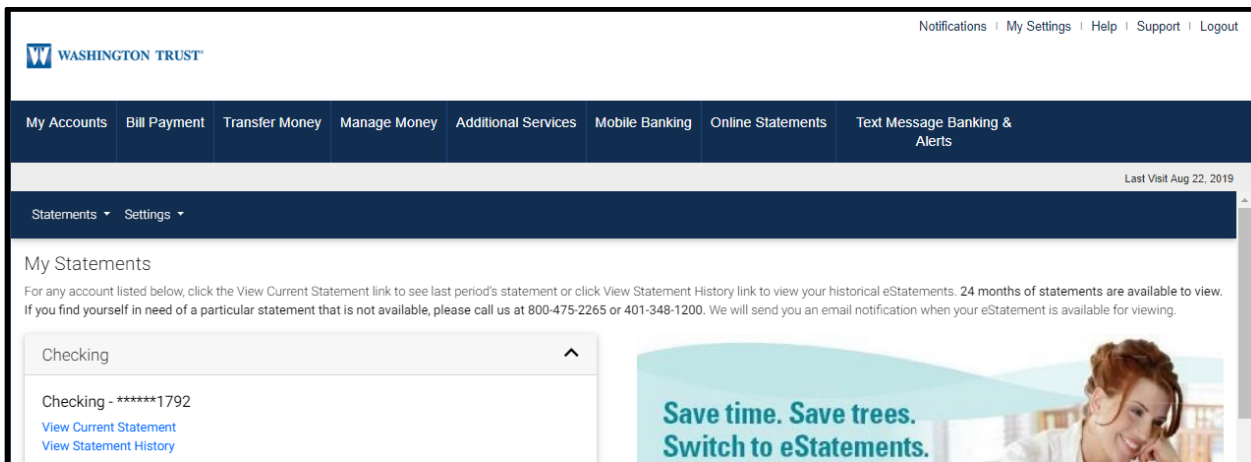 Notifications | My Settings | Help | Support | Logout
W WASHINGTON TRUST®
My Accounts Bill Payment Transfer Money Manage Money Additional Services Mobile Banking Online Statements Text Message Banking &
Alerts
Last Visit Aug 22, 2019
Statements Settings
My Statements
For any account listed below, click the View Current Statement link to see last period's statement or click View Statement History link to view your historical eStatements. 24 months of statements are available to view.
If you find yourself in need of a particular statement that is not available, please call us at 800-475-2265 or 401-348-1200. We will send you an email notification when your eStatement is available for viewing.
Checking
Checking - ******1792
View Current Statement
View Statement History
Save time. Save trees.
Switch to eStatements.